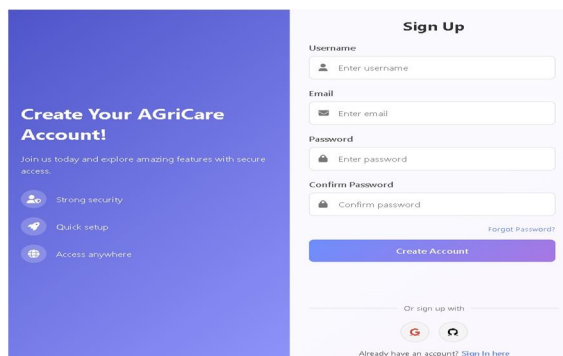 Create Your AGriCare
Account!
Join us today and explore amazing features with secure
access.
Strong security
Quick setup
Access anywhere
Sign Up
Username
Enter username
Email
Enter email
Password
Enter password
Confirm Password
Confirm password
Forgot Password?
Create Account
Or sign up with
G
Already have an account? Sign In here